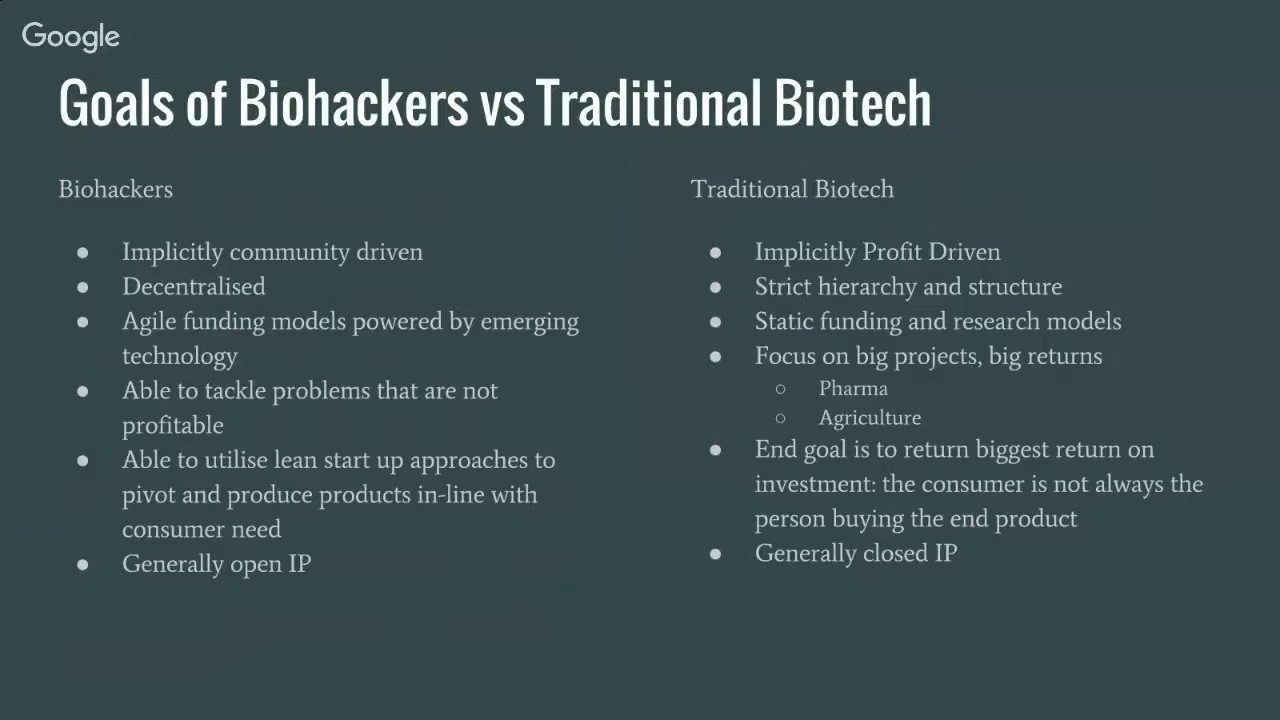 Google
Goals of Biohackers vs Traditional Biotech
Biohackers
● Implicitly community driven
● Decentralised
● Agile funding models powered by emerging
technology
● Able to tackle problems that are not
profitable
● Able to utilise lean start up approaches to
pivot and produce products in-line with
consumer need
● Generally open IP
Traditional Biotech
● Implicitly Profit Driven
● Strict hierarchy and structure
● Static funding and research models
● Focus on big projects, big returns
○ Pharma
○ Agriculture
● End goal is to return biggest return on
investment: the consumer is not always the
person buying the end product
● Generally closed IP